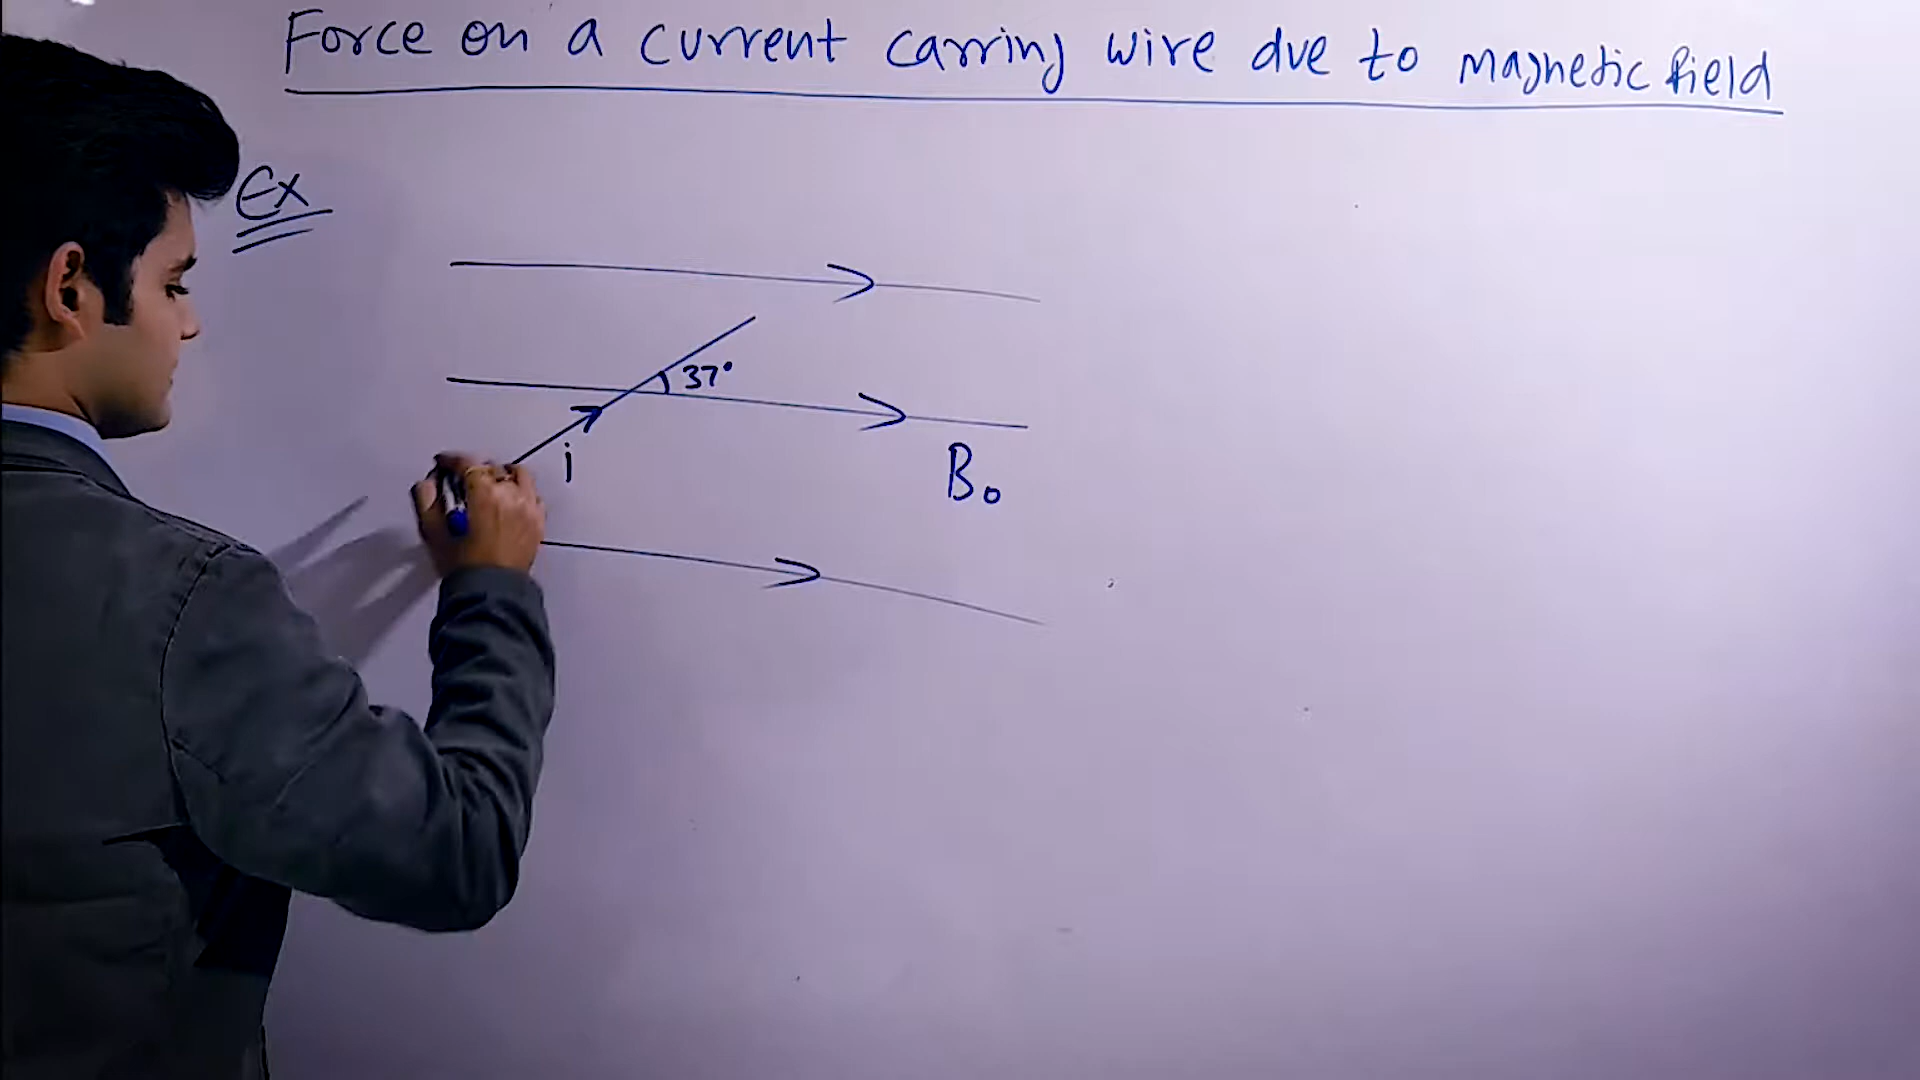 Force on a current carring wire due to magnetic field
Ex
37°
i
B₀